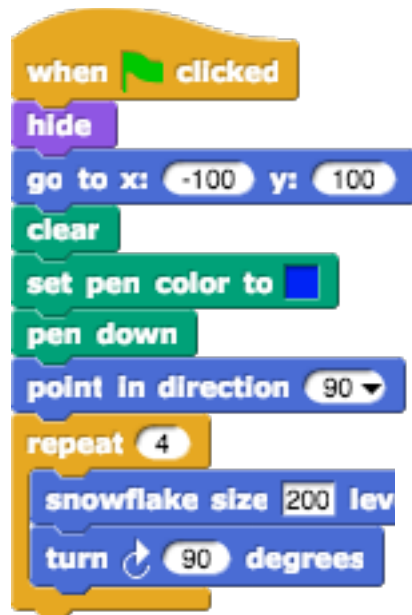 when clicked
hide
go to x: -100 y: 100
clear
set pen color to
pen down
point in direction 90
repeat 4
snowflake size 200 lev
turn 90 degrees